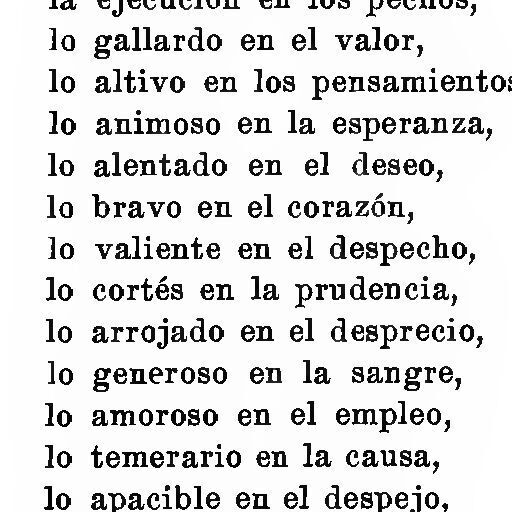 la ejecución en los pechos,
lo gallardo en el valor,
lo altivo en los pensamientos
lo animoso en la esperanza,
lo alentado en el deseo,
lo bravo en el corazón,
lo valiente en el despecho,
lo cortés en la prudencia,
lo arrojado en el desprecio,
lo generoso en la sangre,
lo amoroso en el empleo,
lo temerario en la causa,
lo apacible en el despejo,